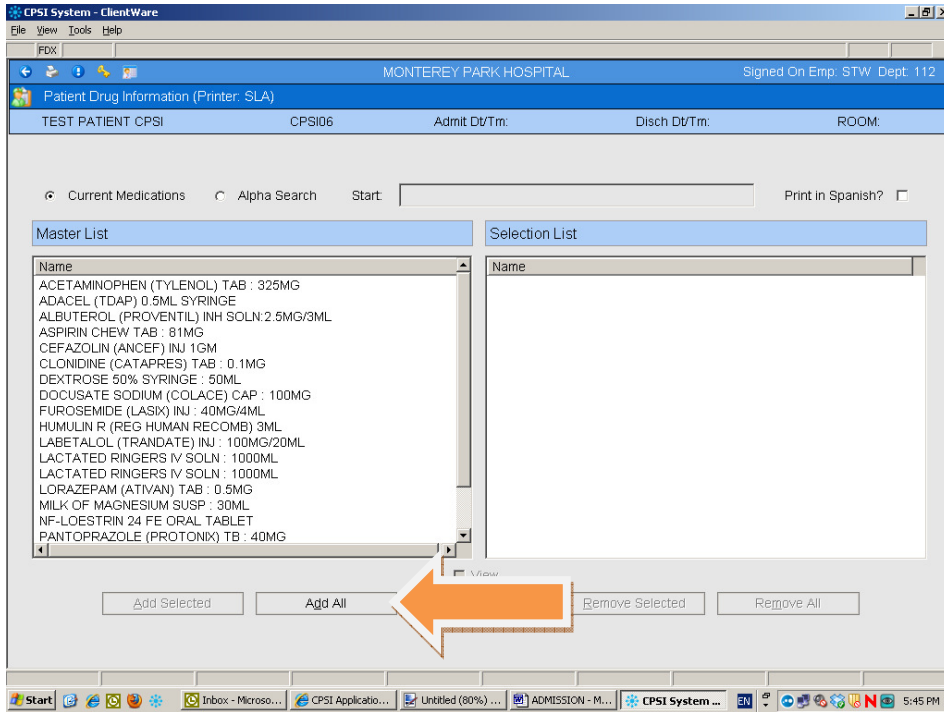 CPSI System - ClientWare
File View Tools Help
FDX
MONTEREY PARK HOSPITAL Signed On Emp: STW Dept: 112
Patient Drug Information (Printer: SLA)
TEST PATIENT CPSI CPSI06 Admit Dt/Tm: Disch Dt/Tm: ROOM:
Current Medications Alpha Search Start: Print in Spanish?
Master List Selection List
Name Name
ACETAMINOPHEN (TYLENOL) TAB : 325MG
ADACEL (TDAP) 0.5ML SYRINGE
ALBUTEROL (PROVENTIL) INH SOLN:2.5MG/3ML
ASPIRIN CHEW TAB : 81MG
CEFAZOLIN (ANCEF) INJ 1GM
CLONIDINE (CATAPRES) TAB : 0.1MG
DEXTROSE 50% SYRINGE : 50ML
DOCUSATE SODIUM (COLACE) CAP : 100MG
FUROSEMIDE (LASIX) INJ : 40MG/4ML
HUMULIN R (REG HUMAN RECOMB) 3ML
LABETALOL (TRANDATE) INJ : 100MG/20ML
LACTATED RINGERS IV SOLN : 1000ML
LACTATED RINGERS IV SOLN : 1000ML
LORAZEPAM (ATIVAN) TAB : 0.5MG
MILK OF MAGNESIUM SUSP : 30ML
NF-LOESTRIN 24 FE ORAL TABLET
PANTOPRAZOLE (PROTONIX) TB : 40MG
View
Add Selected Add All Remove Selected Remove All
Start Inbox - Microso... CPSI Applicatio... Untitled (80%) ... ADMISSION - M... CPSI System ... EN 5:45 PM